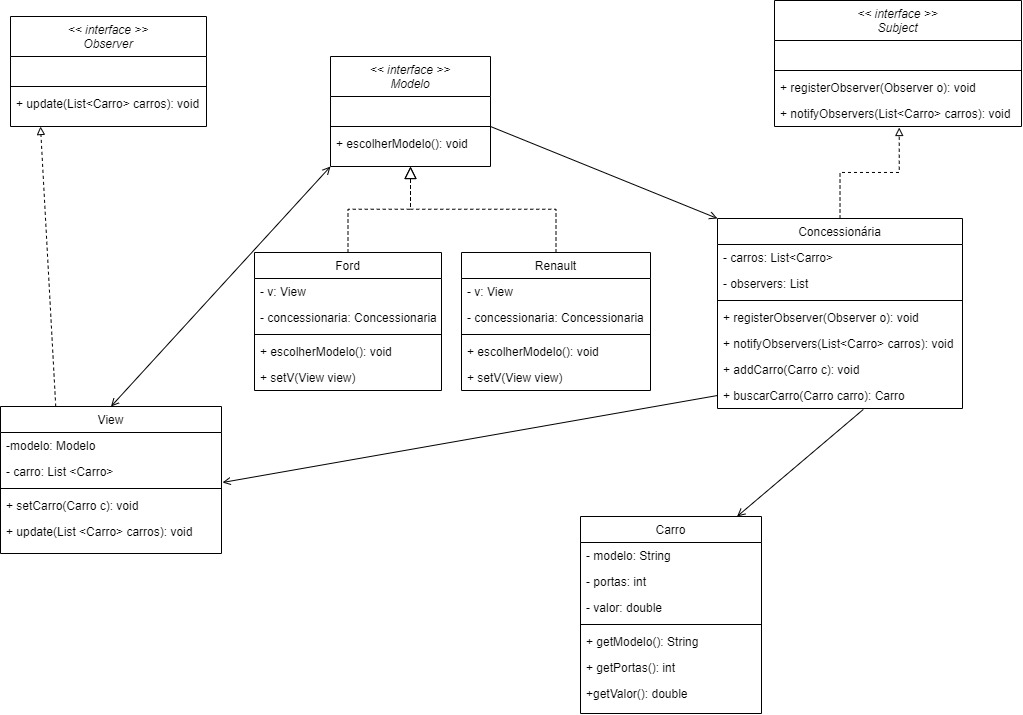 << interface >>
Observer
+ update(List<Carro> carros): void
<< interface >>
Modelo
+ escolherModelo(): void
<< interface >>
Subject
+ registerObserver(Observer o): void
+ notifyObservers(List<Carro> carros): void
Ford
- v: View
- concessionaria: Concessionaria
+ escolherModelo(): void
+ setV(View view)
Renault
- v: View
- concessionaria: Concessionaria
+ escolherModelo(): void
+ setV(View view)
Concessionária
- carros: List<Carro>
- observers: List
+ registerObserver(Observer o): void
+ notifyObservers(List<Carro> carros): void
+ addCarro(Carro c): void
+ buscarCarro(Carro carro): Carro
View
-modelo: Modelo
- carro: List <Carro>
+ setCarro(Carro c): void
+ update(List <Carro> carros): void
Carro
- modelo: String
- portas: int
- valor: double
+ getModelo(): String
+ getPortas(): int
+getValor(): double